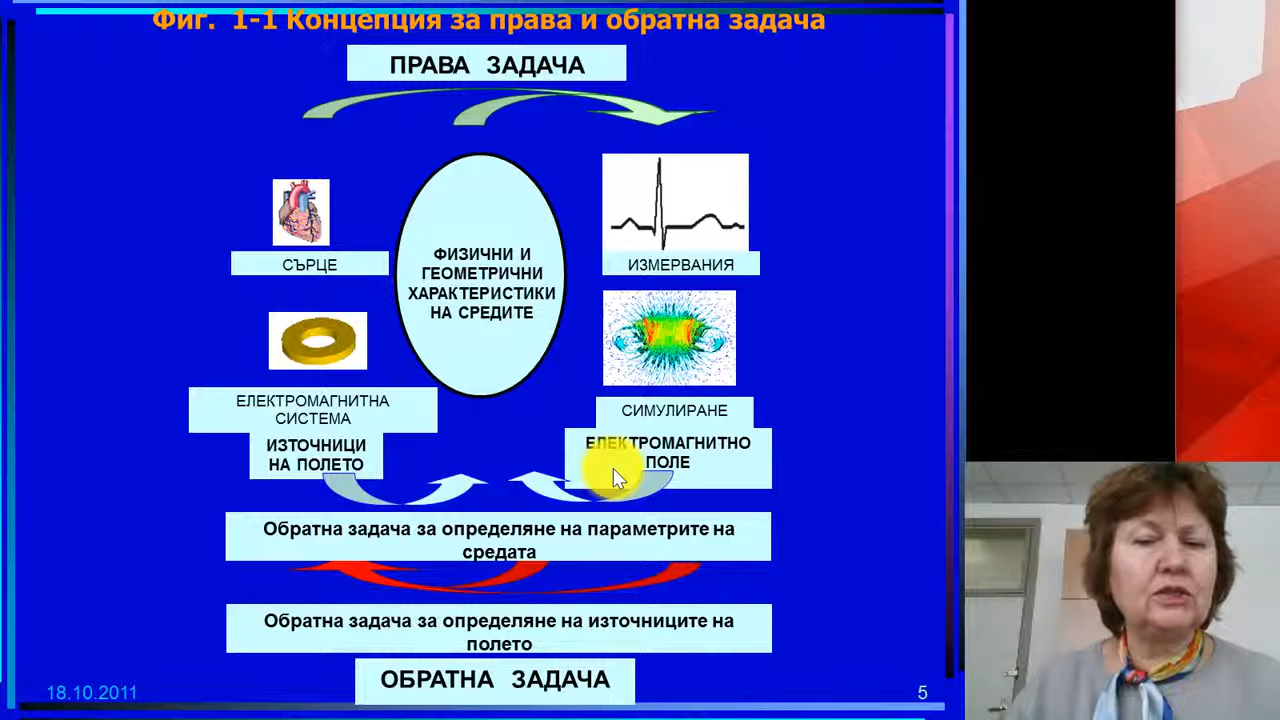 Фиг. 1-1 Концепция за права и обратна задача
ПРАВА ЗАДАЧА
СЪРЦЕ
ФИЗИЧНИ И
ГЕОМЕТРИЧНИ
ХАРАКТЕРИСТИКИ
НА СРЕДИТЕ
ИЗМЕРВАНИЯ
ЕЛЕКТРОМАГНИТНА
СИСТЕМА
ИЗТОЧНИЦИ
НА ПОЛЕТО
СИМУЛИРАНЕ
ЕЛЕКТРОМАГНИТНО
ПОЛЕ
Обратна задача за определяне на параметрите на
средата
Обратна задача за определяне на източниците на
полето
ОБРАТНА ЗАДАЧА
18.10.2011
5